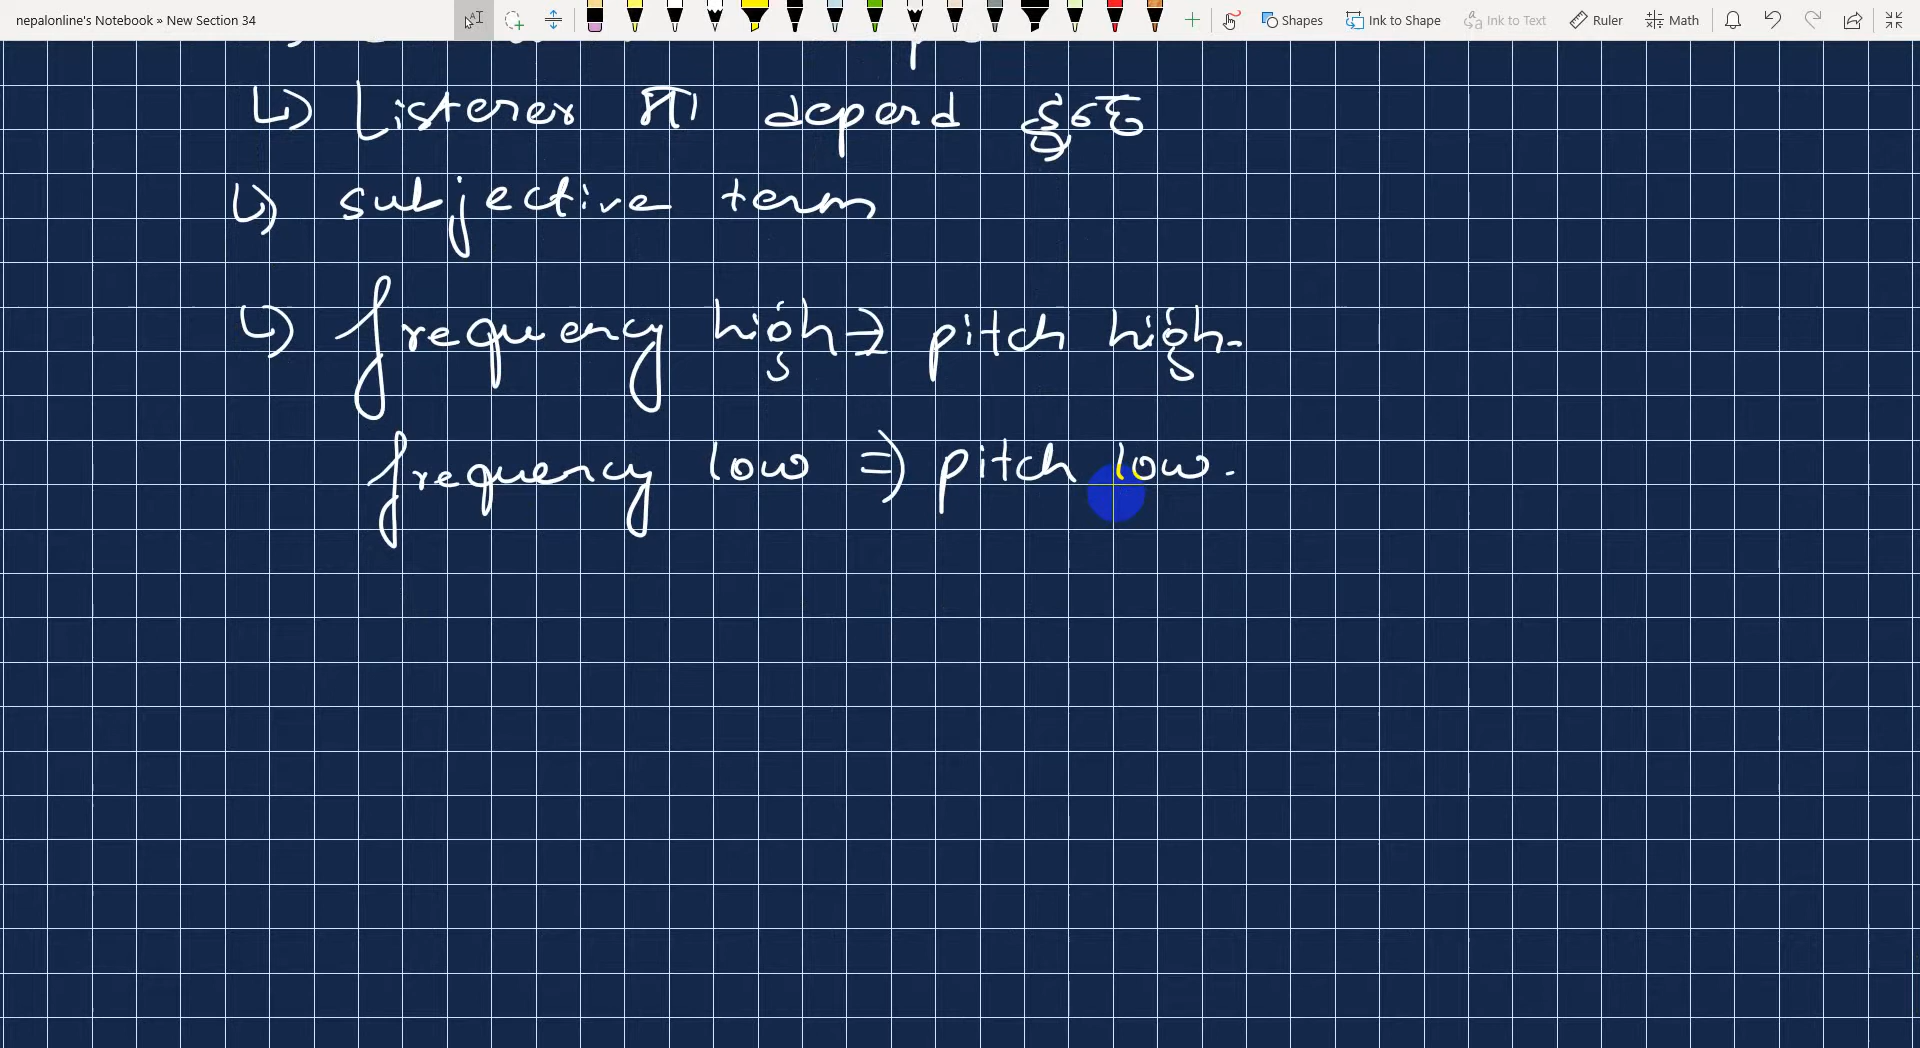 nepalonline's Notebook » New Section 34 Shapes Ink to Shape Ink to Text Ruler Math
↳ Listener मा depend हुन्छ
↳ subjective term
↳ frequency high → pitch high.
frequency low ⇒ pitch low.